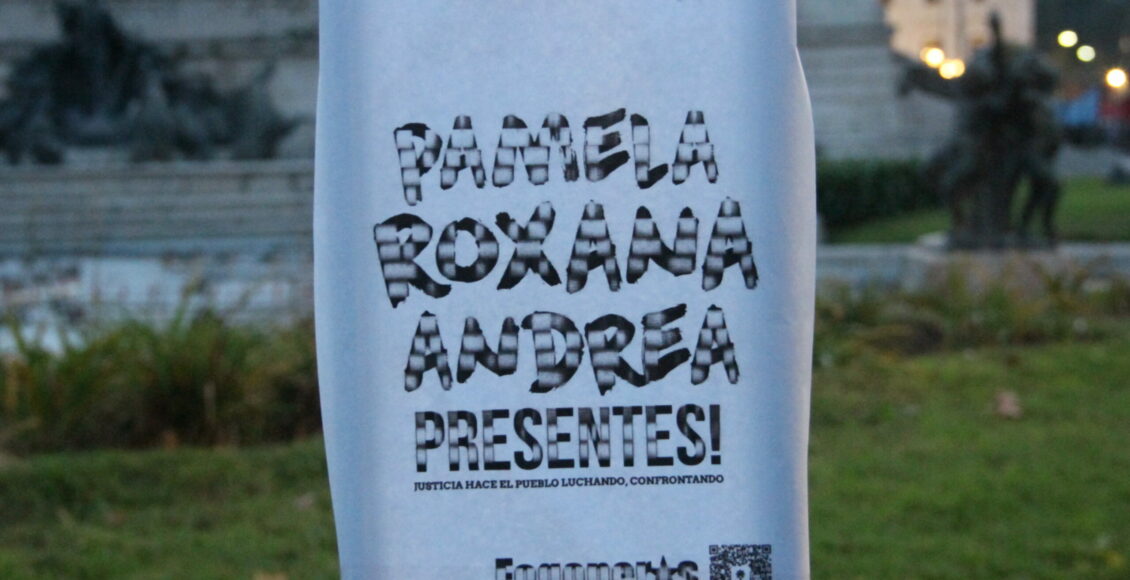 PAMELA
ROXANA
ANDREA
PRESENTES!
JUSTICIA HACE EL PUEBLO LUCHANDO, CONFRONTANDO